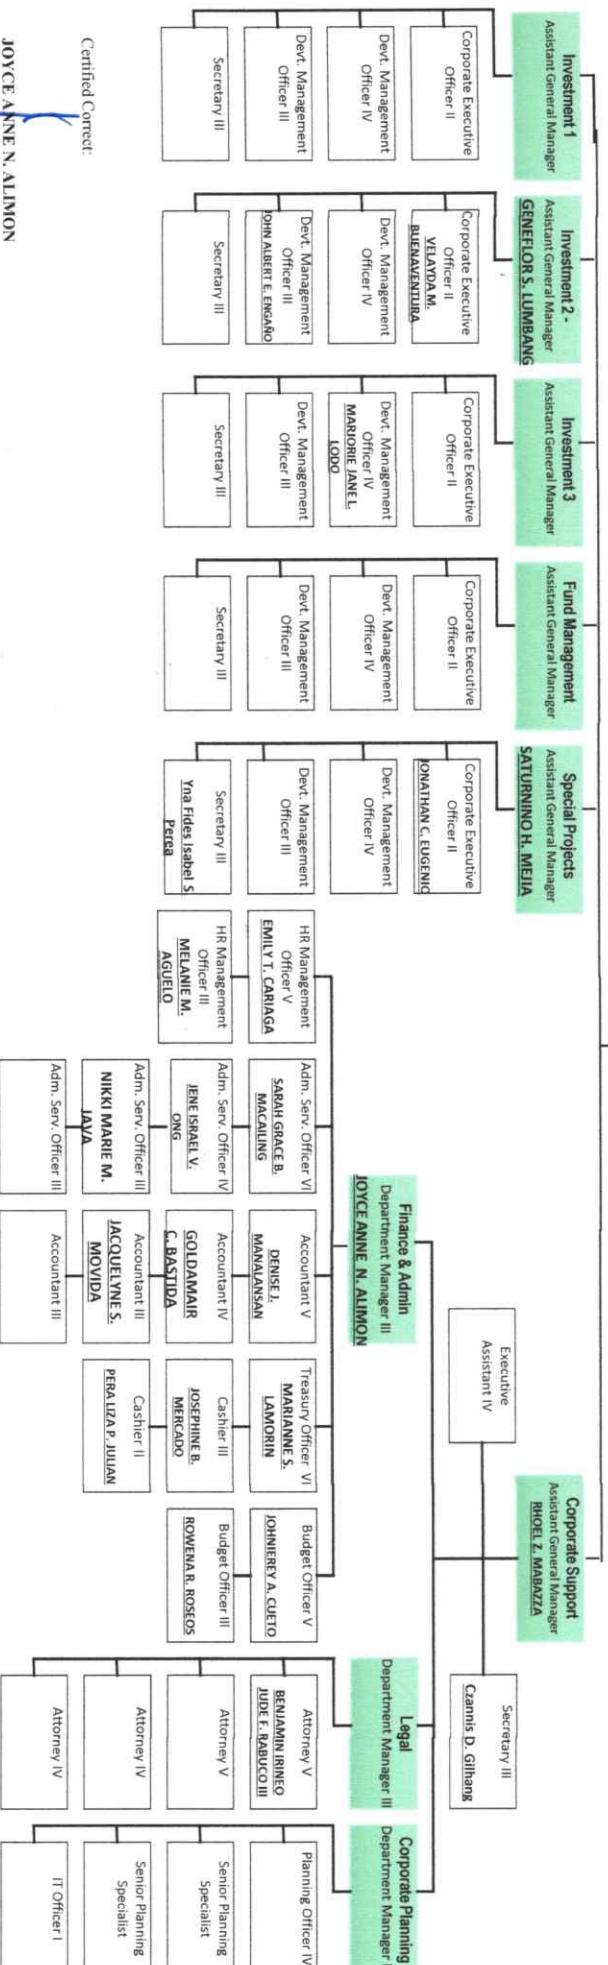 Investment 1
Assistant General Manager
Corporate Executive
Officer II
Devt. Management
Officer IV
Devt. Management
Officer III
Secretary III
Investment 2 -
Assistant General Manager
GENEFLOR S. LUMBANG
Corporate Executive
Officer II
VELAYDA M.
BUENAVENTURA
Devt. Management
Officer IV
Devt. Management
Officer III
JOHN ALBERT E. ENGAÑO
Secretary III
Investment 3
Assistant General Manager
Corporate Executive
Officer II
Devt. Management
Officer IV
MARJORIE JANE L.
LODO
Devt. Management
Officer III
Secretary III
Fund Management
Assistant General Manager
Corporate Executive
Officer II
Devt. Management
Officer IV
Devt. Management
Officer III
Secretary III
Special Projects
Assistant General Manager
SATURNINO H. MEJIA
Corporate Executive
Officer II
JONATHAN C. EUGENIO
Devt. Management
Officer IV
Devt. Management
Officer III
Secretary III
Yna Fides Isabel S.
Perea
Corporate Support
Assistant General Manager
RHOEL Z. MABAZZA
Executive
Assistant IV
Secretary III
Czannis D. Gilhang
Finance & Admin
Department Manager III
JOYCE ANNE N. ALIMON
HR Management
Officer V
EMILY T. CARIAGA
HR Management
Officer III
MELANIE M.
AGUELO
Adm. Serv. Officer VI
SARAH GRACE B.
MACAILING
Adm. Serv. Officer IV
JENE ISRAEL V.
ONG
Adm. Serv. Officer III
NIKKI MARIE M.
JAVA
Adm. Serv. Officer III
Accountant V
DENISE J.
MANALANSAN
Accountant IV
GOLDAMAIR
C. BASTIDA
Accountant III
JACQUELYNE S.
MOVIDA
Accountant III
Treasury Officer VI
MARIANNE S.
LAMORIN
Cashier III
JOSEPHINE B.
MERCADO
Cashier II
PERA LIZA P. JULIAN
Budget Officer V
JOHNIEREY A. CUETO
Budget Officer III
ROWENA R. ROSEOS
Legal
Department Manager III
Attorney V
BENJAMIN IRINEO
JUDE F. RABUCO III
Attorney V
Attorney IV
Attorney IV
Corporate Planning
Department Manager
Planning Officer IV
Senior Planning
Specialist
Senior Planning
Specialist
IT Officer I
Certified Correct:
JOYCE ANNE N. ALIMON